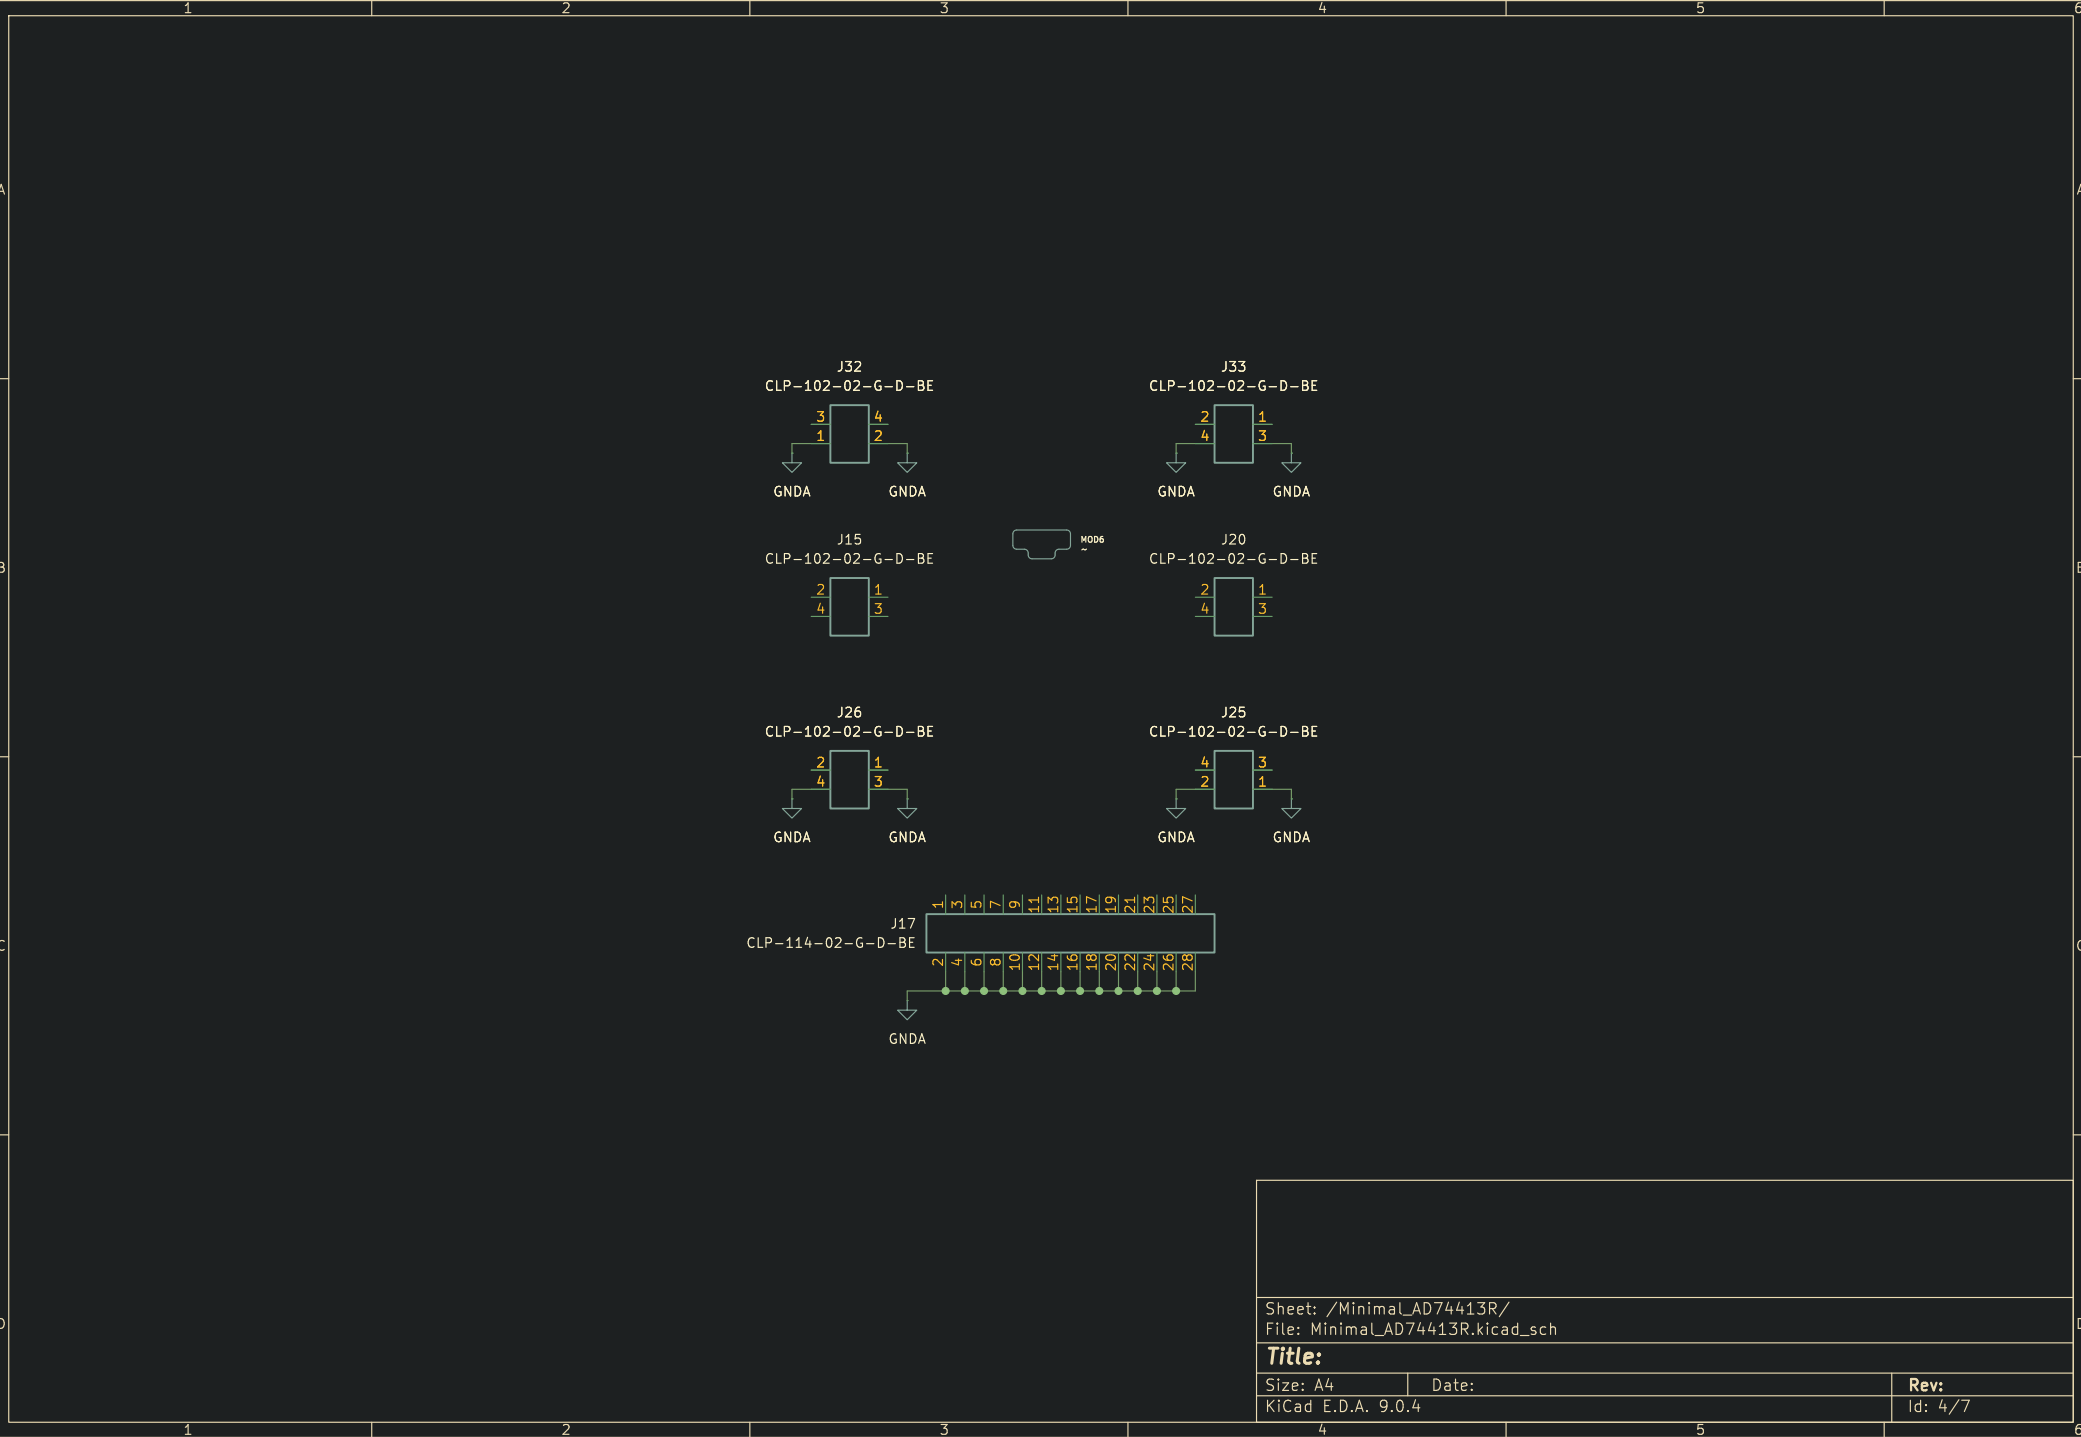 1 2 3 4 5 6
J32 J33
CLP-102-02-G-D-BE CLP-102-02-G-D-BE
3 4 2 1
1 2 4 3
GNDA GNDA GNDA GNDA
J15 MOD6 J20
~
CLP-102-02-G-D-BE CLP-102-02-G-D-BE
2 1 2 1
4 3 4 3
J26 J25
CLP-102-02-G-D-BE CLP-102-02-G-D-BE
2 1 4 3
4 3 2 1
GNDA GNDA GNDA GNDA
1 3 5 7 9 11 13 15 17 19 21 23 25 27
J17
CLP-114-02-G-D-BE
2 4 6 8 10 12 14 16 18 20 22 24 26 28
GNDA
A A
B B
C C
D D
Sheet: /Minimal_AD74413R/
File: Minimal_AD74413R.kicad_sch
Title:
Size: A4 Date: Rev:
KiCad E.D.A. 9.0.4 Id: 4/7
1 2 3 4 5 6